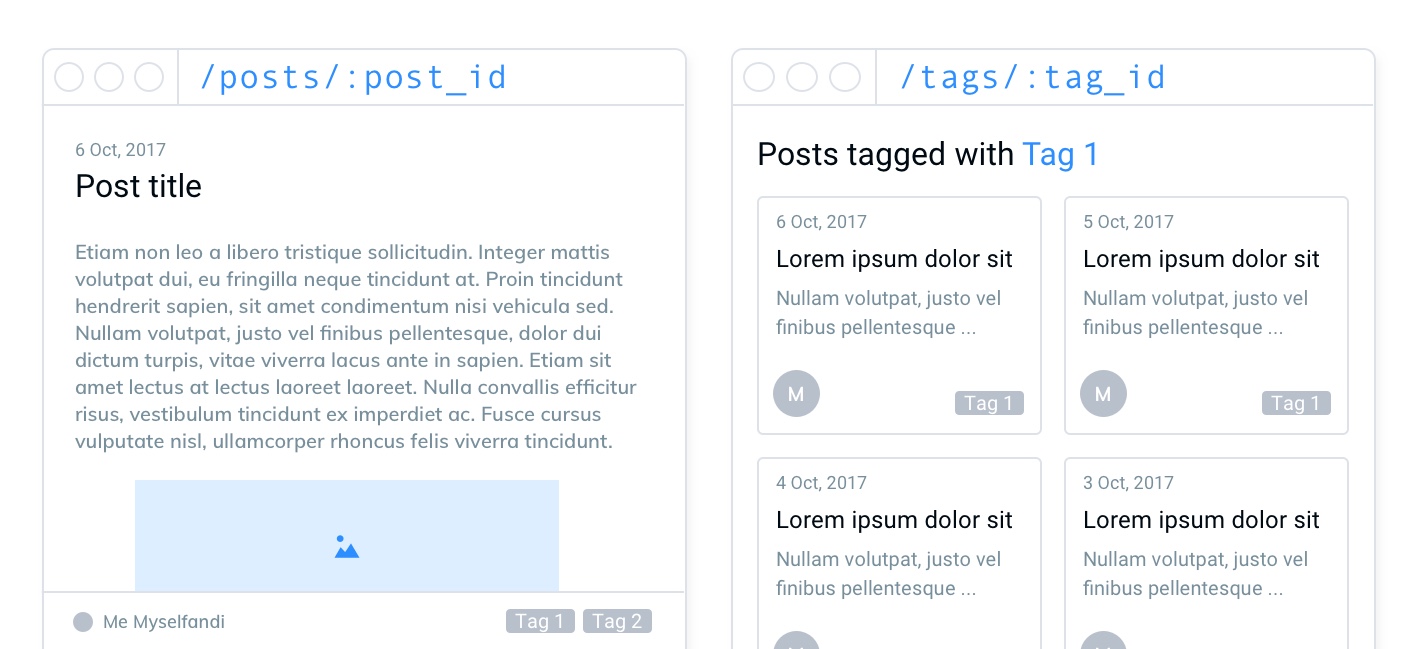 /posts/:post_id
6 Oct, 2017
Post title
Etiam non leo a libero tristique sollicitudin. Integer mattis
volutpat dui, eu fringilla neque tincidunt at. Proin tincidunt
hendrerit sapien, sit amet condimentum nisi vehicula sed.
Nullam volutpat, justo vel finibus pellentesque, dolor dui
dictum turpis, vitae viverra lacus ante in sapien. Etiam sit
amet lectus at lectus laoreet laoreet. Nulla convallis efficitur
risus, vestibulum tincidunt ex imperdiet ac. Fusce cursus
vulputate nisl, ullamcorper rhoncus felis viverra tincidunt.
Me Myselfandi
Tag 1 Tag 2
/tags/:tag_id
Posts tagged with Tag 1
6 Oct, 2017
Lorem ipsum dolor sit
Nullam volutpat, justo vel
finibus pellentesque ...
M
Tag 1
5 Oct, 2017
Lorem ipsum dolor sit
Nullam volutpat, justo vel
finibus pellentesque ...
M
Tag 1
4 Oct, 2017
Lorem ipsum dolor sit
Nullam volutpat, justo vel
finibus pellentesque ...
3 Oct, 2017
Lorem ipsum dolor sit
Nullam volutpat, justo vel
finibus pellentesque ...